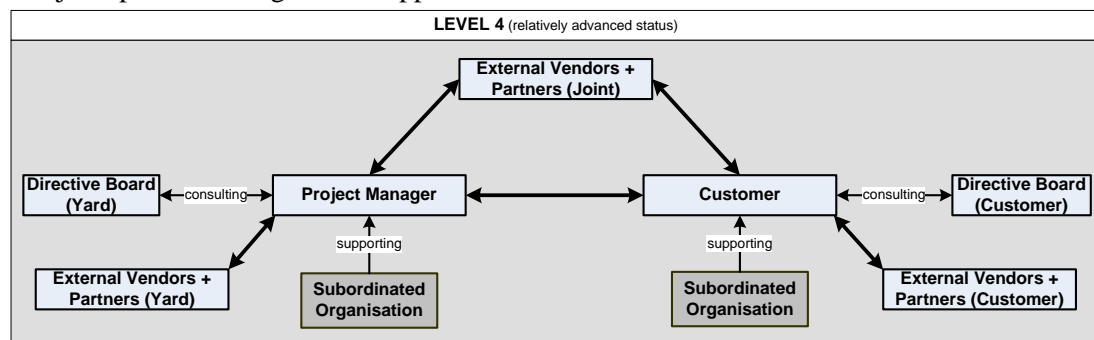 LEVEL 4 (relatively advanced status)
External Vendors +
Partners (Joint)
Directive Board
(Yard)
consulting
Project Manager
Customer
consulting
Directive Board
(Customer)
supporting
supporting
External Vendors +
Partners (Yard)
Subordinated
Organisation
Subordinated
Organisation
External Vendors +
Partners (Customer)